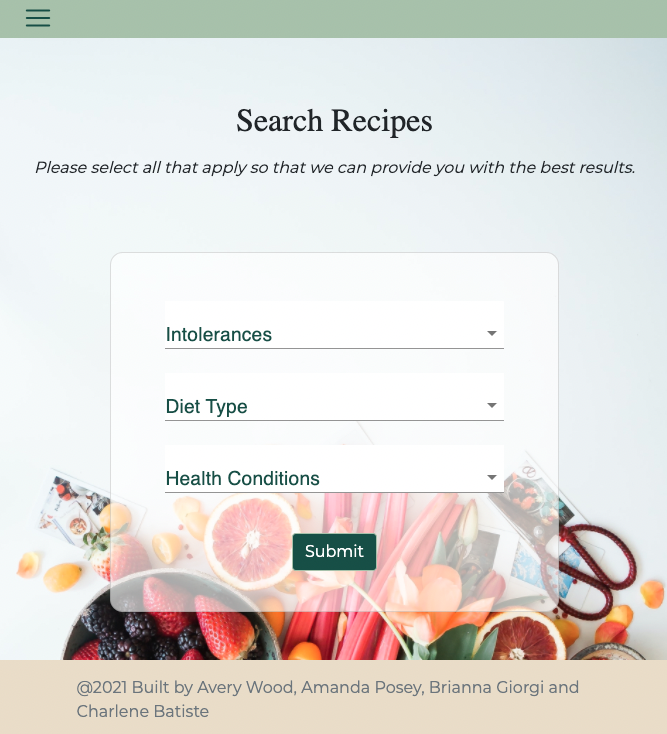 Search Recipes
Please select all that apply so that we can provide you with the best results.
Intolerances
Diet Type
Health Conditions
Submit
@2021 Built by Avery Wood, Amanda Posey, Brianna Giorgi and
Charlene Batiste